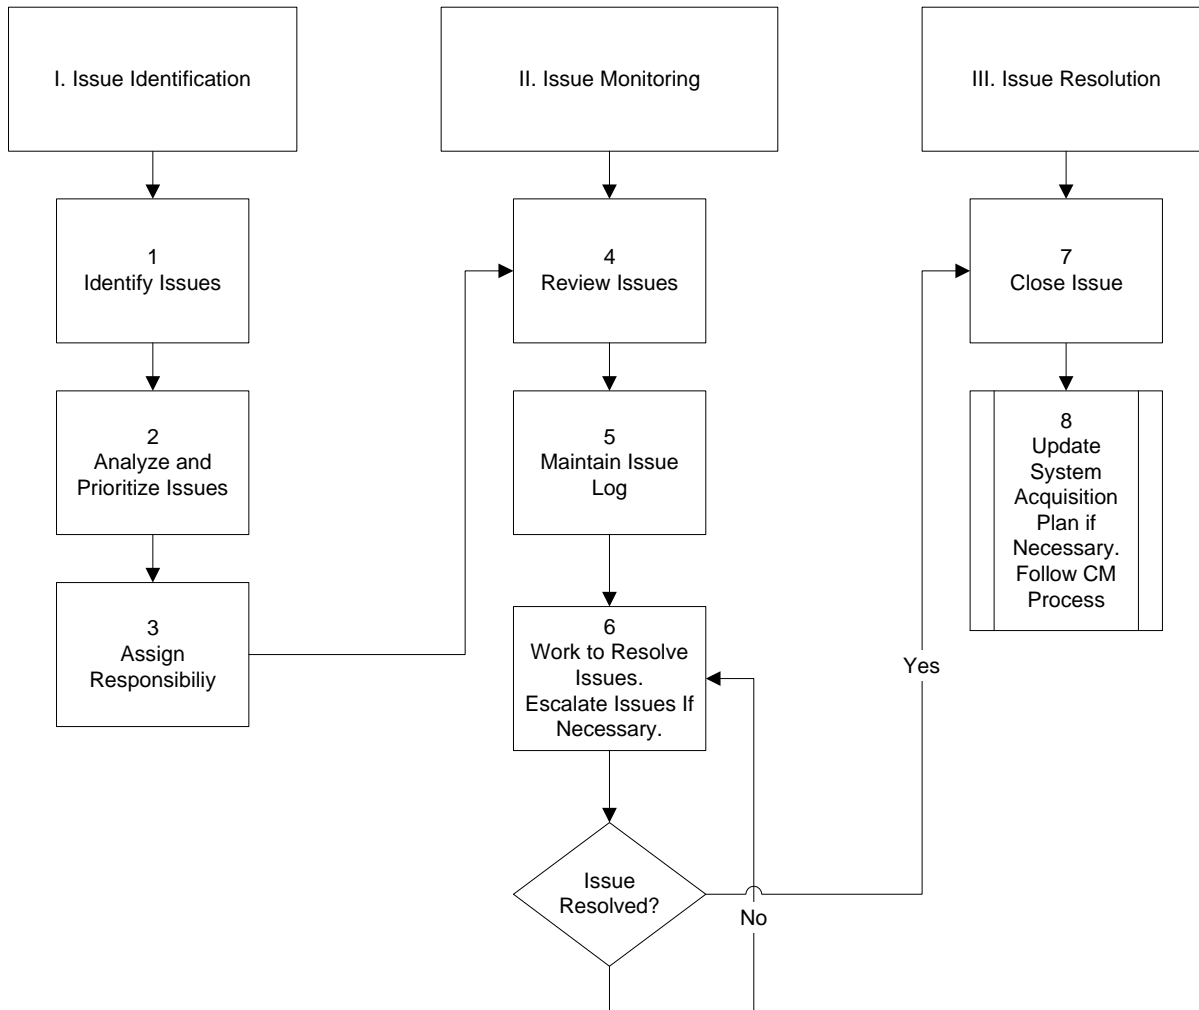 I. Issue Identification
II. Issue Monitoring
III. Issue Resolution
1
Identify Issues
2
Analyze and
Prioritize Issues
3
Assign
Responsibiliy
4
Review Issues
5
Maintain Issue
Log
6
Work to Resolve
Issues.
Escalate Issues If
Necessary.
Issue
Resolved?
No
Yes
7
Close Issue
8
Update
System
Acquisition
Plan if
Necessary.
Follow CM
Process